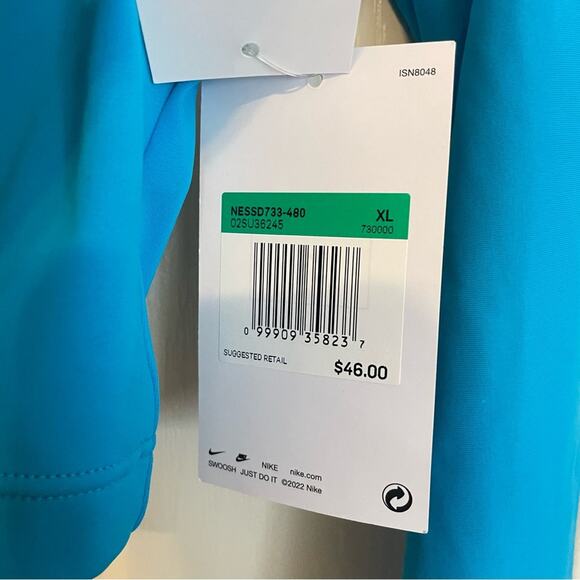 ISN8048
NESSD733-480 XL
02SU36245 730000
0 99909 35823 7
SUGGESTED RETAIL
$46.00
NIKE nike.com
SWOOSH JUST DO IT ©2022 Nike